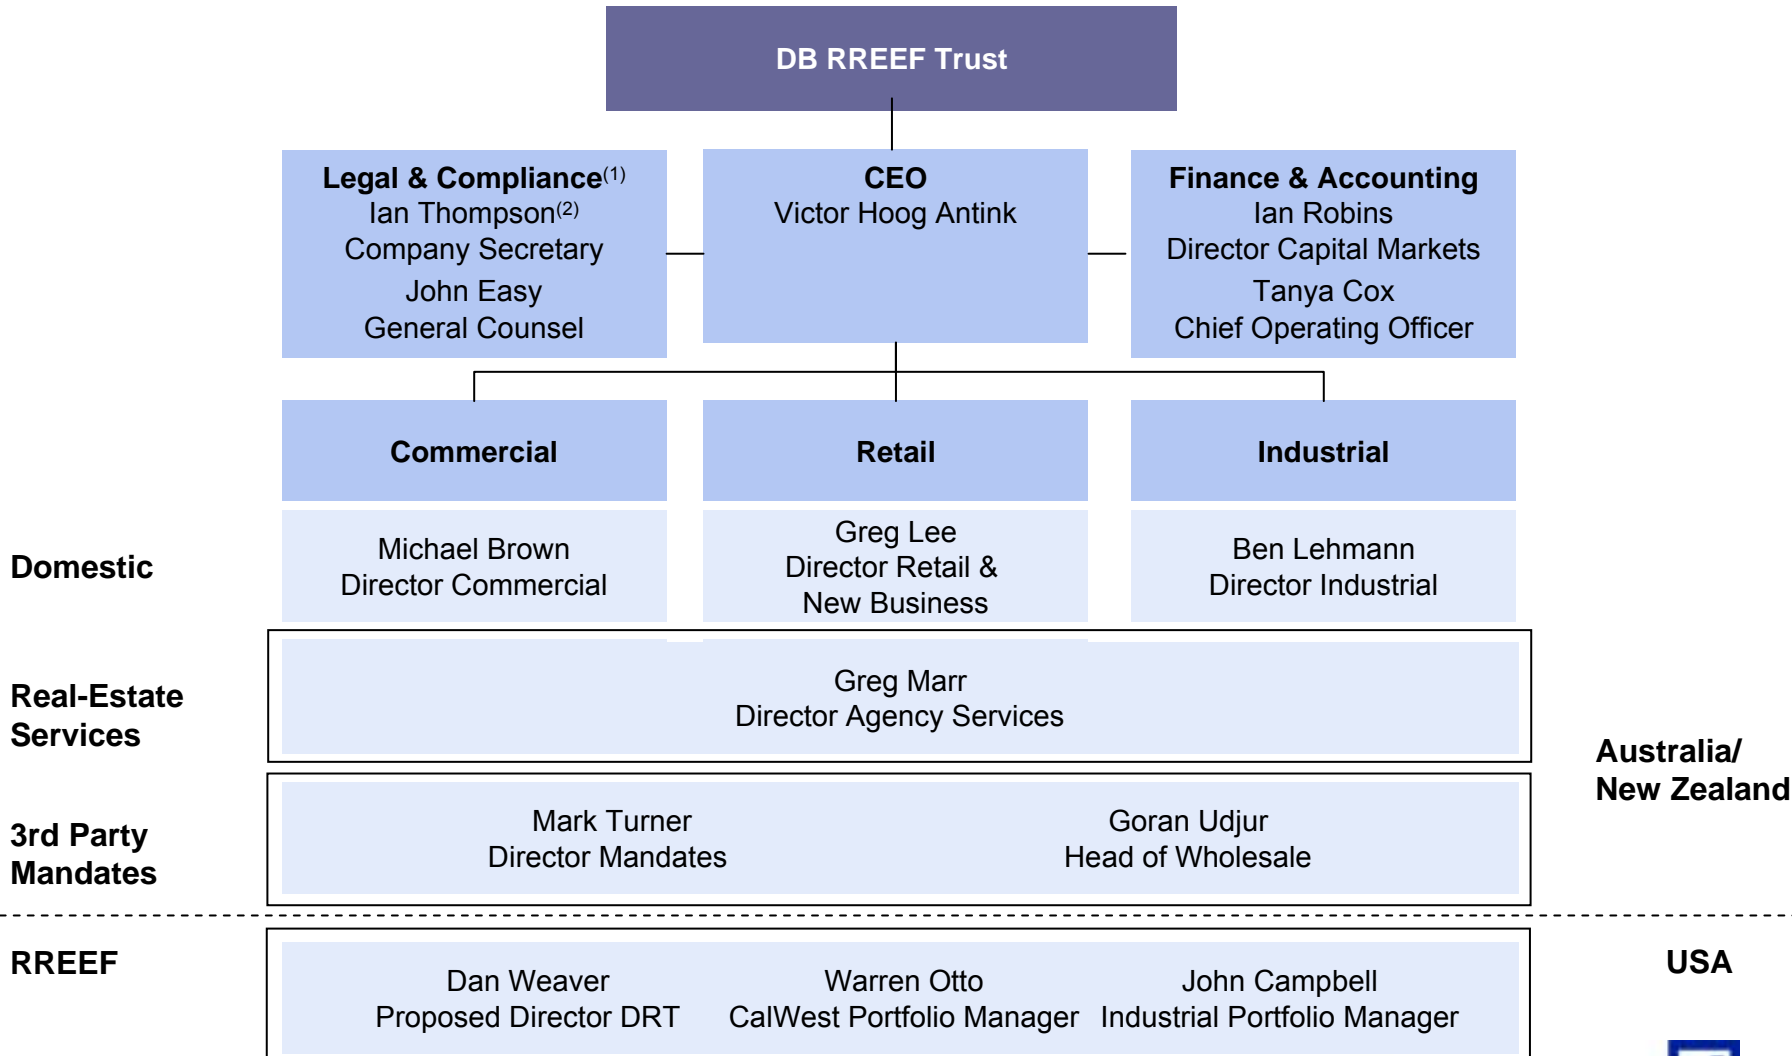 DB RREEF Trust
Legal & Compliance(1)
Ian Thompson(2)
Company Secretary
John Easy
General Counsel
CEO
Victor Hoog Antink
Finance & Accounting
Ian Robins
Director Capital Markets
Tanya Cox
Chief Operating Officer
Commercial
Retail
Industrial
Domestic
Michael Brown
Director Commercial
Greg Lee
Director Retail &
New Business
Ben Lehmann
Director Industrial
Real-Estate
Services
Greg Marr
Director Agency Services
Australia/
New Zealand
3rd Party
Mandates
Mark Turner
Director Mandates
Goran Udjur
Head of Wholesale
RREEF
Dan Weaver
Proposed Director DRT
Warren Otto
CalWest Portfolio Manager
John Campbell
Industrial Portfolio Manager
USA